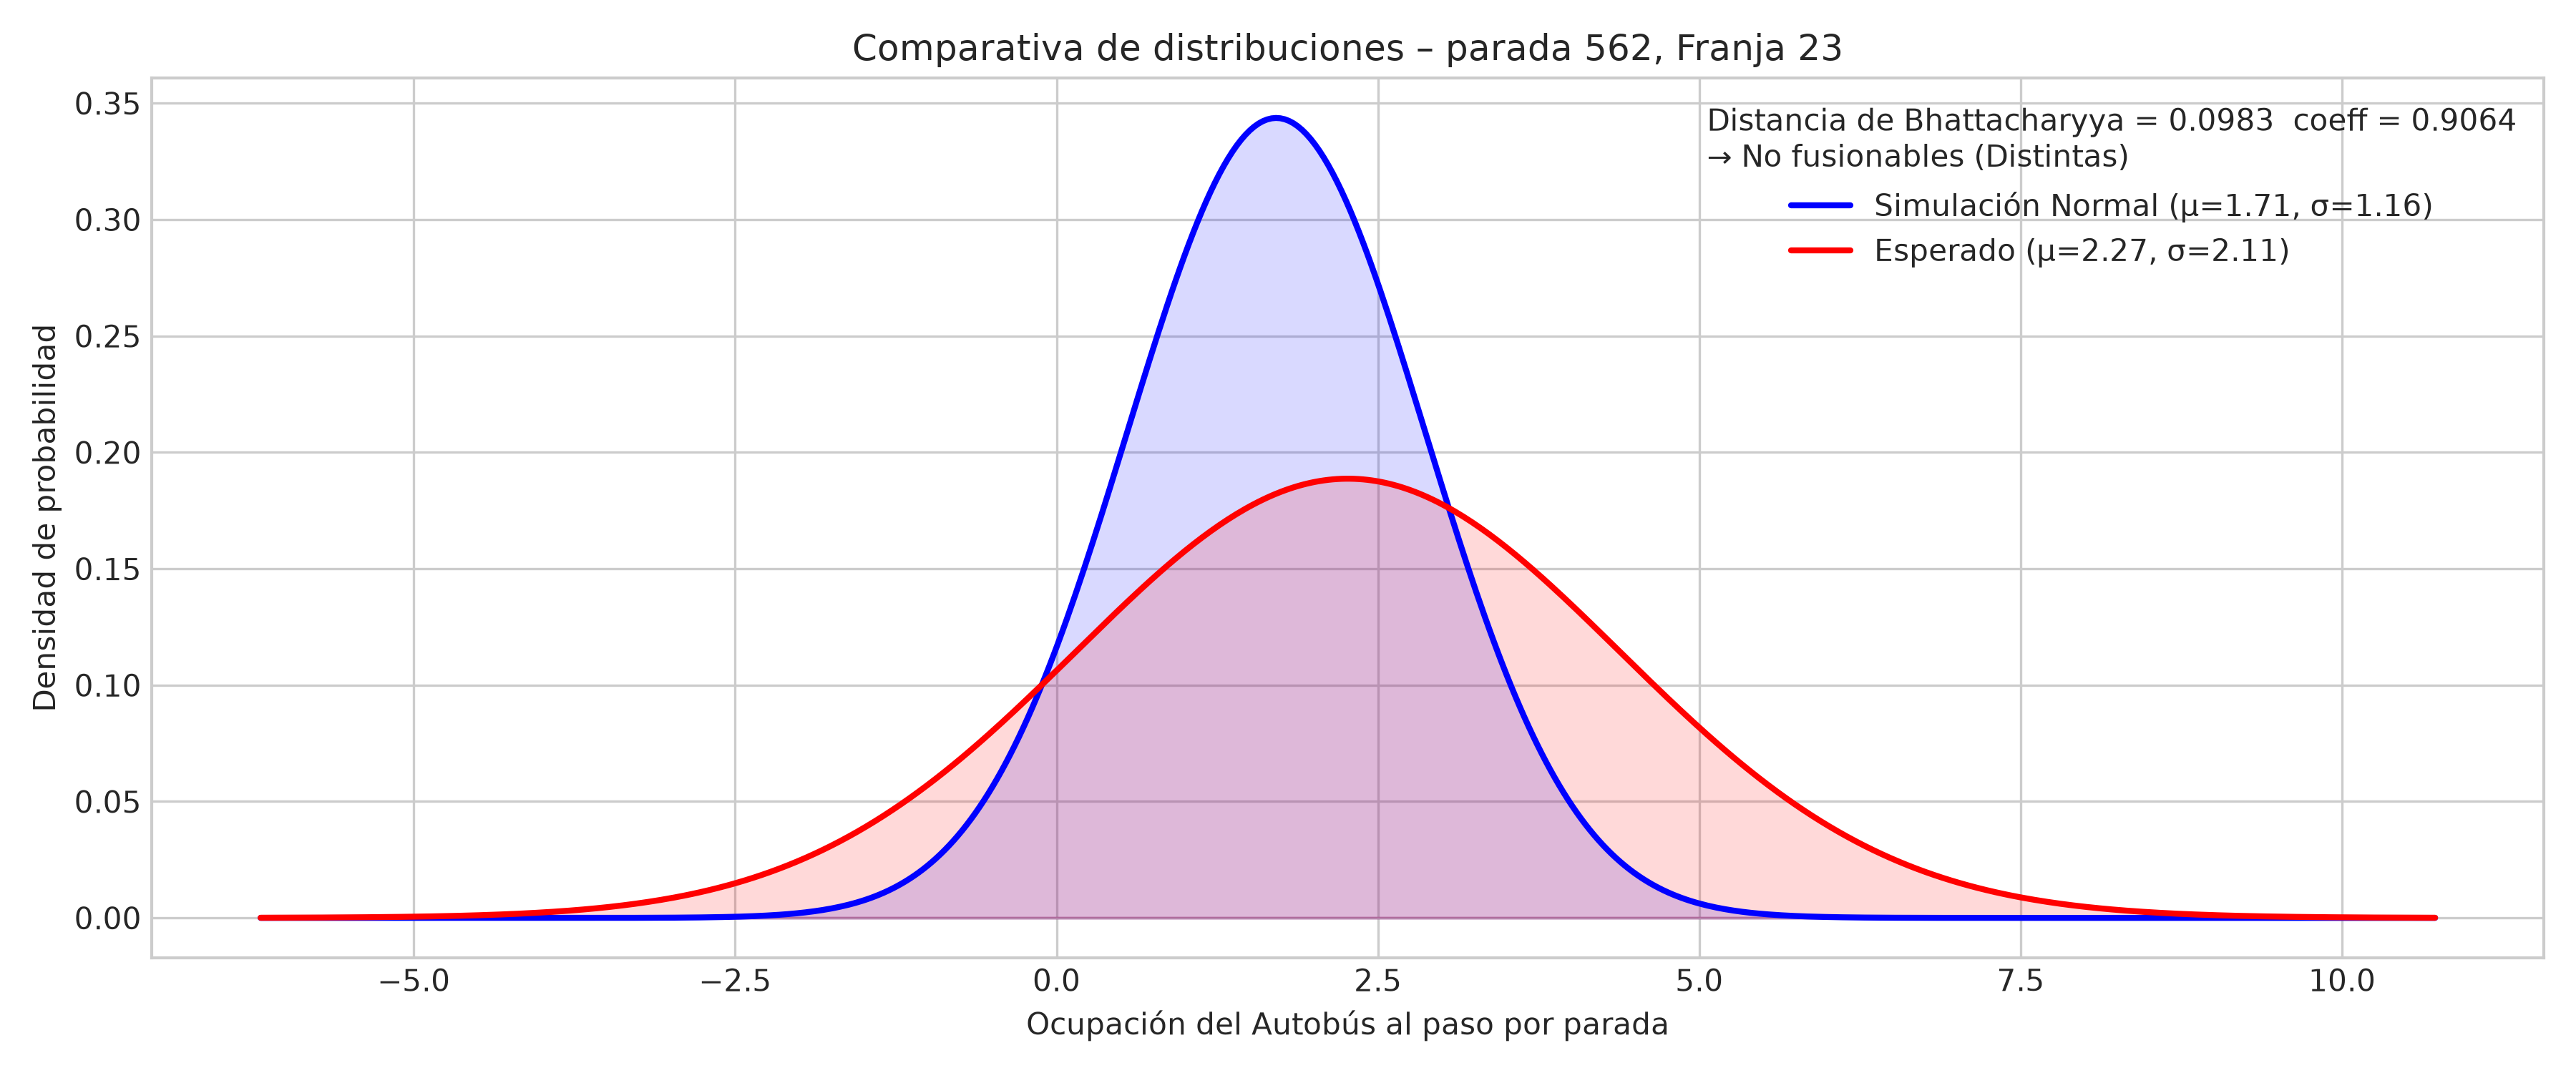 Comparativa de distribuciones – parada 562, Franja 23
Distancia de Bhattacharyya = 0.0983  coeff = 0.9064
→ No fusionables (Distintas)
Simulación Normal (μ=1.71, σ=1.16)
Esperado (μ=2.27, σ=2.11)
Densidad de probabilidad
0.35
0.30
0.25
0.20
0.15
0.10
0.05
0.00
−5.0
−2.5
0.0
2.5
5.0
7.5
10.0
Ocupación del Autobús al paso por parada